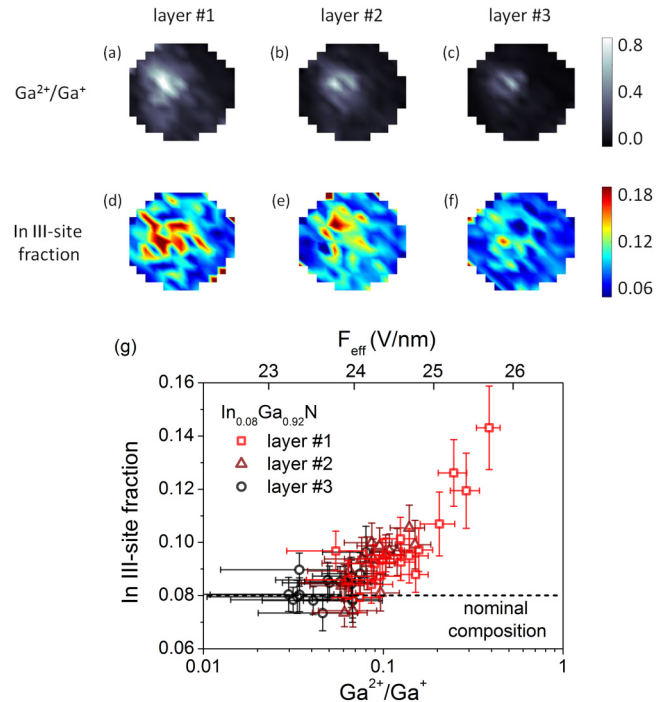 layer #1 layer #2 layer #3
(a) (b) (c)
Ga²⁺/Ga⁺
0.8
0.4
0.0
(d) (e) (f)
In III-site
fraction
0.18
0.12
0.06
(g)
F_eff (V/nm)
23 24 25 26
In₀.₀₈Ga₀.₉₂N
layer #1
layer #2
layer #3
nominal
composition
In III-site fraction
0.16
0.14
0.12
0.10
0.08
0.06
0.01 0.1 1
Ga²⁺/Ga⁺